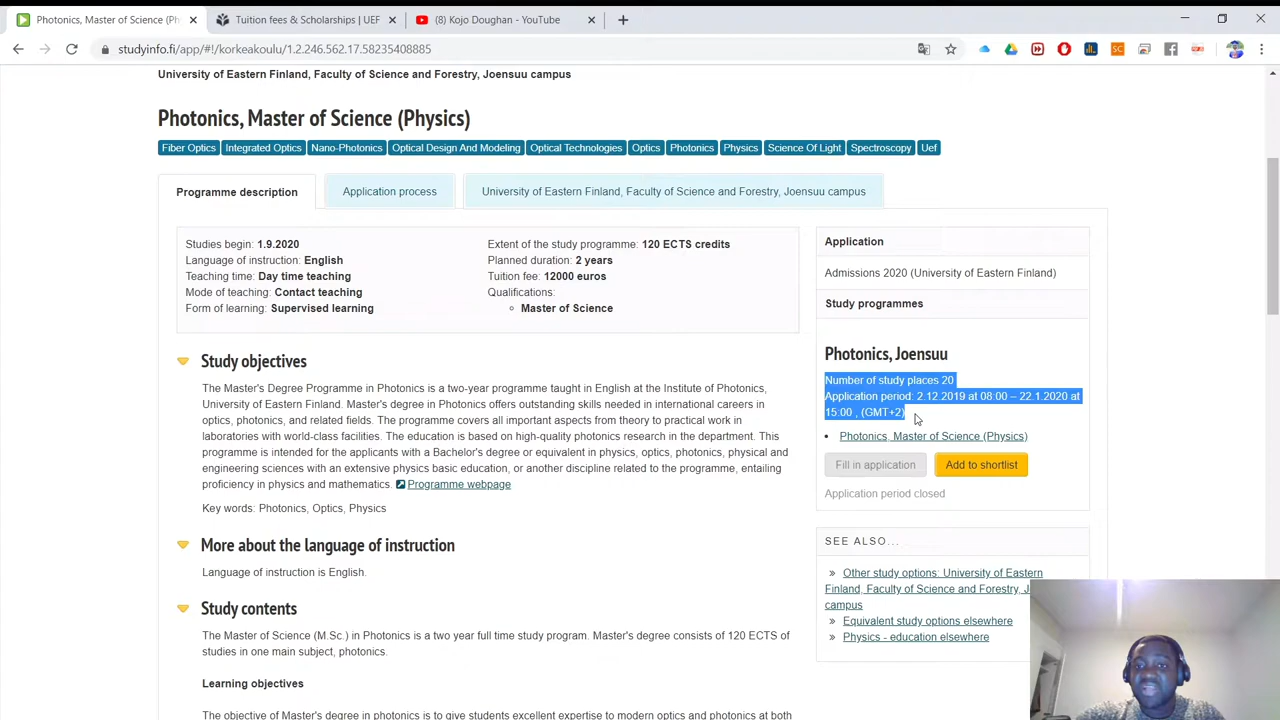 Photonics, Master of Science (Ph
Tuition fees & Scholarships | UEF
(8) Kojo Doughan - YouTube
studyinfo.fi/app/#!/korkeakoulu/1.2.246.562.17.58235408885
University of Eastern Finland, Faculty of Science and Forestry, Joensuu campus
Photonics, Master of Science (Physics)
Fiber Optics Integrated Optics Nano-Photonics Optical Design And Modelling Optical Technologies Optics Photonics Physics Science Of Light Spectroscopy Uef
Programme description
Application process
University of Eastern Finland, Faculty of Science and Forestry, Joensuu campus
Studies begin: 1.9.2020
Language of instruction: English
Teaching time: Day time teaching
Mode of teaching: Contact teaching
Form of learning: Supervised learning
Extent of the study programme: 120 ECTS credits
Planned duration: 2 years
Tuition fee: 12000 euros
Qualifications:
Master of Science
Study objectives
The Master's Degree Programme in Photonics is a two-year programme taught in English at the Institute of Photonics,
University of Eastern Finland. Master's degree in Photonics offers outstanding skills needed in international careers in
optics, photonics, and related fields. The programme covers all important aspects from theory to practical work in
laboratories with world-class facilities. The education is based on high-quality photonics research in the department. This
programme is intended for the applicants with a Bachelor's degree or equivalent in physics, optics, photonics, physical and
engineering sciences with an extensive physics basic education, or another discipline related to the programme, entailing
proficiency in physics and mathematics. Programme webpage
Key words: Photonics, Optics, Physics
More about the language of instruction
Language of instruction is English.
Study contents
The Master of Science (M.Sc.) in Photonics is a two year full time study program. Master's degree consists of 120 ECTS of
studies in one main subject, photonics.
Learning objectives
The objective of Master's degree in photonics is to give students excellent expertise to modern optics and photonics at both
Application
Admissions 2020 (University of Eastern Finland)
Study programmes
Photonics, Joensuu
Number of study places 20
Application period: 2.12.2019 at 08:00 – 22.1.2020 at
15:00 , (GMT+2)
Photonics, Master of Science (Physics)
Fill in application
Add to shortlist
Application period closed
SEE ALSO...
» Other study options: University of Eastern
Finland, Faculty of Science and Forestry, J
campus
» Equivalent study options elsewhere
» Physics - education elsewhere